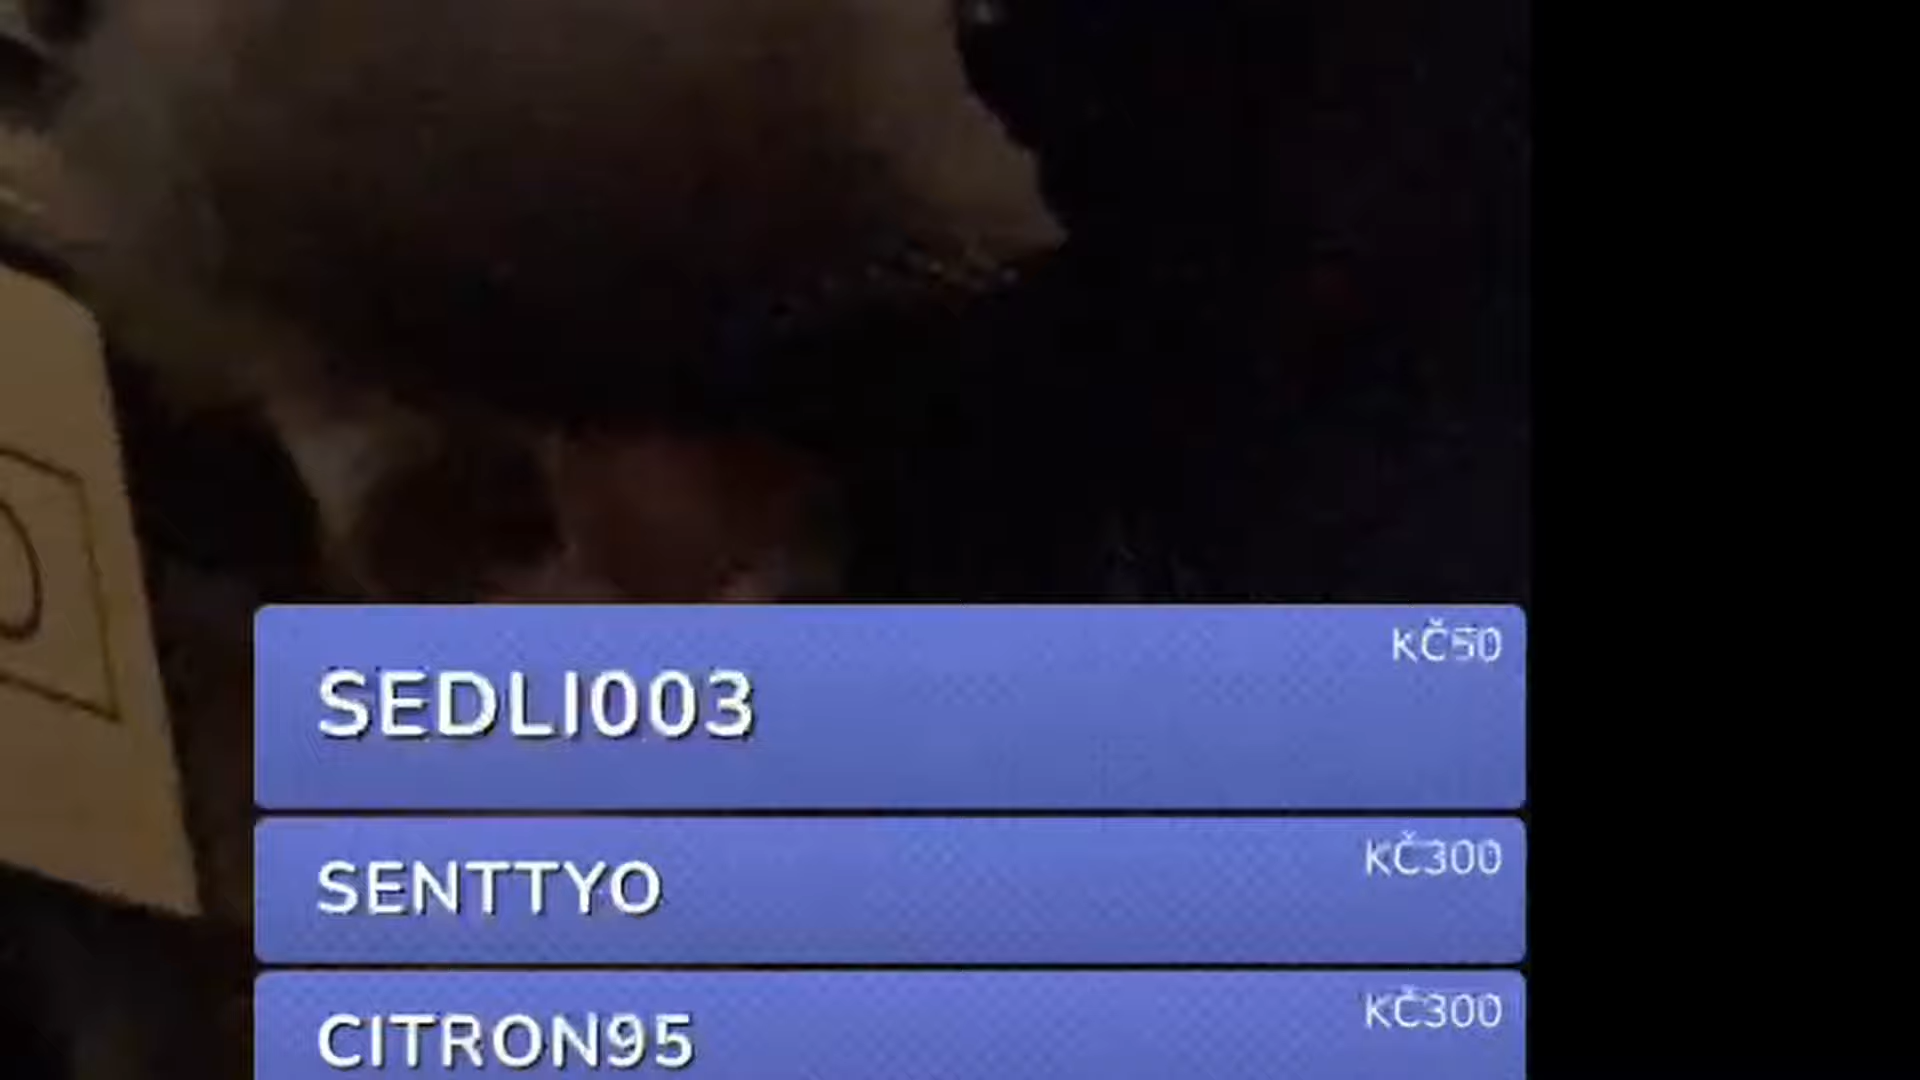 KČ50
SEDLI003
KČ300
SENTTYO
KČ300
CITRON95